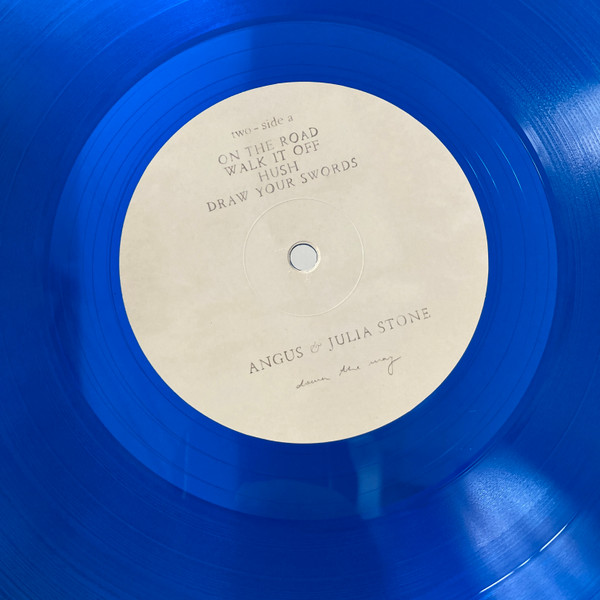 two - side a
ON THE ROAD
WALK IT OFF
HUSH
DRAW YOUR SWORDS
ANGUS & JULIA STONE
down the way